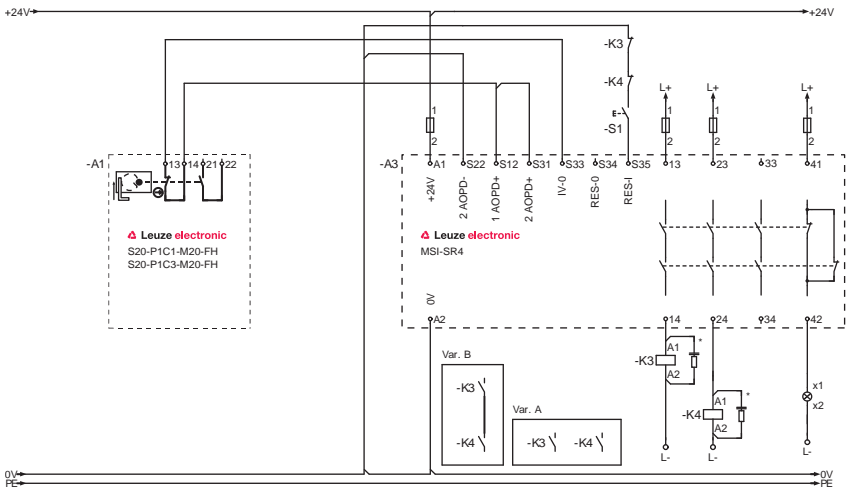 +24V
+24V
-K3
-K4
E--
-S1
L+ L+ L+
1 1 1 1
2 2 2 2
-A1
13 14 21 22
-A3
A1 S22 S12 S31 S33 S34 S35 13 23 33 41
+24V
2 AOPD-
1 AOPD+
2 AOPD+
IV-0
RES-0
RES-I
Leuze electronic
S20-P1C1-M20-FH
S20-P1C3-M20-FH
Leuze electronic
MSI-SR4
0V
A2 14 24 34 42
-K3 A1 *
A2
-K4 A1 *
A2
x1
x2
L- L- L-
Var. B
-K3
-K4
Var. A
-K3 -K4
0V 0V
PE PE